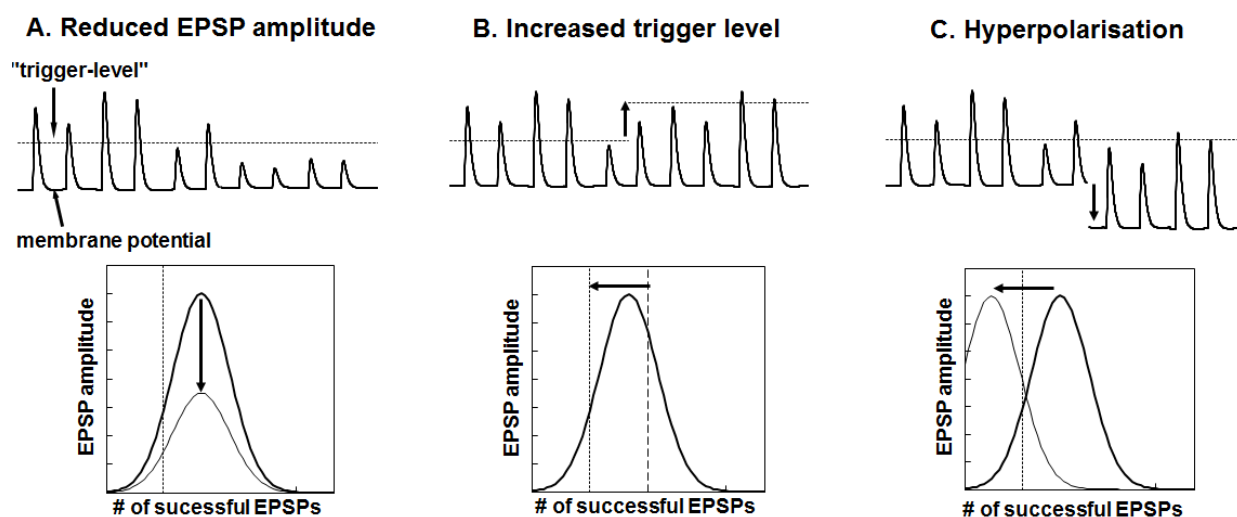 A. Reduced EPSP amplitude
"trigger-level"
membrane potential
EPSP amplitude
# of sucessful EPSPs
B. Increased trigger level
EPSP amplitude
# of successful EPSPs
C. Hyperpolarisation
EPSP amplitude
# of successful EPSPs